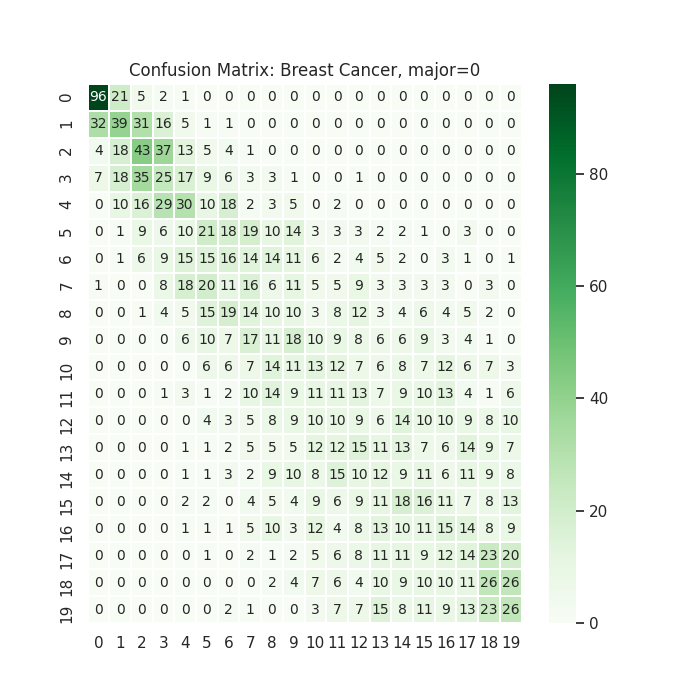 Confusion Matrix: Breast Cancer, major=0
0 96 21 5 2 1 0 0 0 0 0 0 0 0 0 0 0 0 0 0 0
1 32 39 31 16 5 1 1 0 0 0 0 0 0 0 0 0 0 0 0 0
2 4 18 43 37 13 5 4 1 0 0 0 0 0 0 0 0 0 0 0 0
3 7 18 35 25 17 9 6 3 3 1 0 0 1 0 0 0 0 0 0 0
4 0 10 16 29 30 10 18 2 3 5 0 2 0 0 0 0 0 0 0 0
5 0 1 9 6 10 21 18 19 10 14 3 3 3 2 2 1 0 3 0 0
6 0 1 6 9 15 15 16 14 14 11 6 2 4 5 2 0 3 1 0 1
7 1 0 0 8 18 20 11 16 6 11 5 5 9 3 3 3 3 0 3 0
8 0 0 1 4 5 15 19 14 10 10 3 8 12 3 4 6 4 5 2 0
9 0 0 0 0 6 10 7 17 11 18 10 9 8 6 6 9 3 4 1 0
10 0 0 0 0 0 6 6 7 14 11 13 12 7 6 8 7 12 6 7 3
11 0 0 0 1 3 1 2 10 14 9 11 11 13 7 9 10 13 4 1 6
12 0 0 0 0 0 4 3 5 8 9 10 10 9 6 14 10 10 9 8 10
13 0 0 0 0 1 1 2 5 5 5 12 12 15 11 13 7 6 14 9 7
14 0 0 0 0 1 1 3 2 9 10 8 15 10 12 9 11 6 11 9 8
15 0 0 0 0 2 2 0 4 5 4 9 6 9 11 18 16 11 7 8 13
16 0 0 0 0 1 1 1 5 10 3 12 4 8 13 10 11 15 14 8 9
17 0 0 0 0 0 1 0 2 1 2 5 6 8 11 11 9 12 14 23 20
18 0 0 0 0 0 0 0 0 2 4 7 6 4 10 9 10 10 11 26 26
19 0 0 0 0 0 0 2 1 0 0 3 7 7 15 8 11 9 13 23 26
0 1 2 3 4 5 6 7 8 9 10 11 12 13 14 15 16 17 18 19
80
60
40
20
0